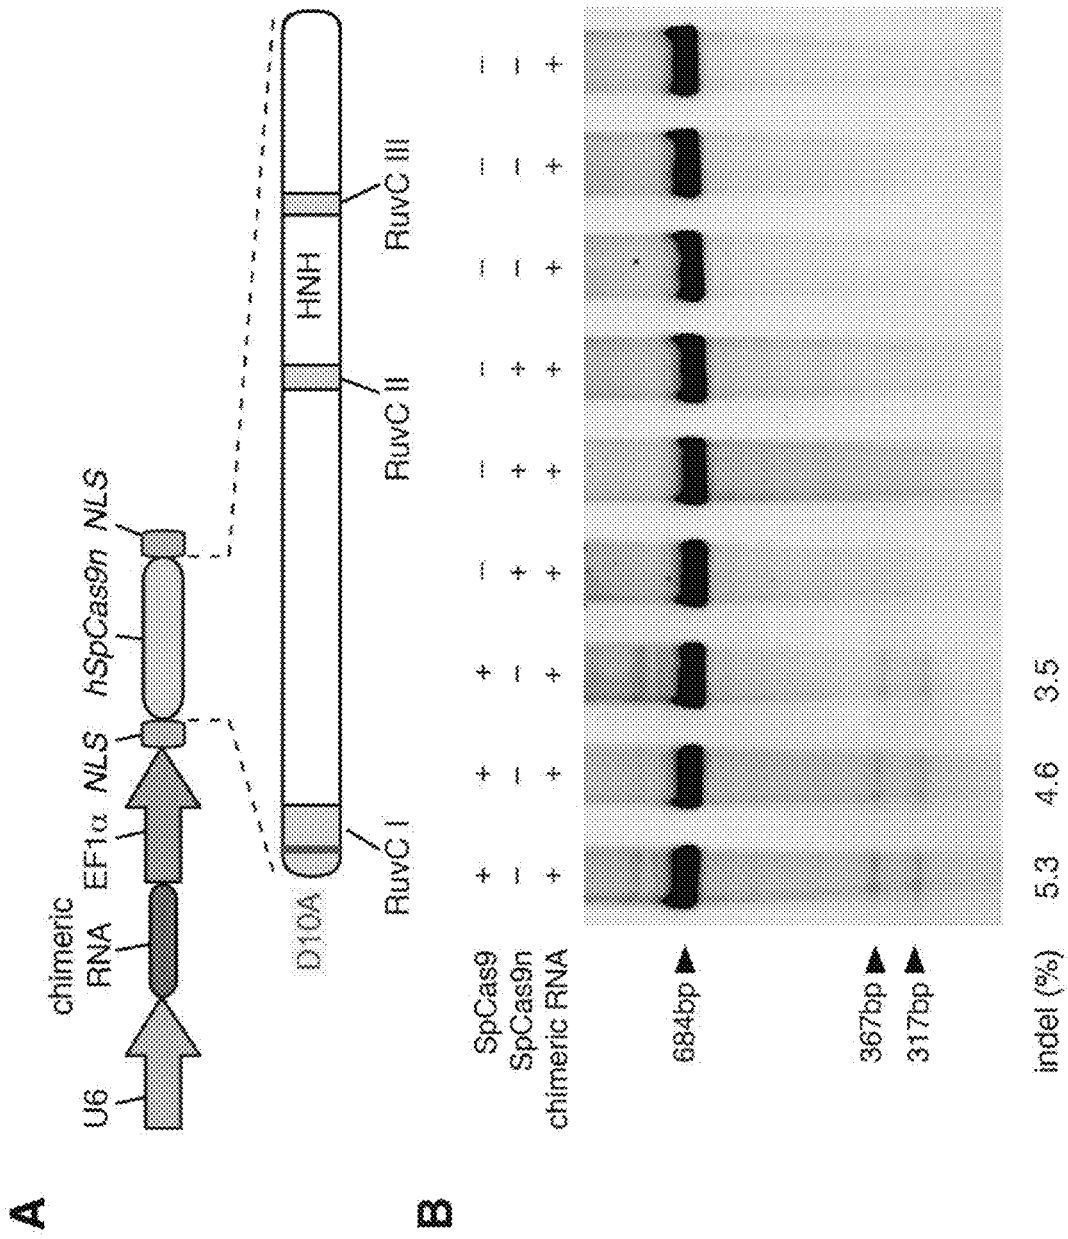 A
chimeric
U6 RNA EF1α NLS hSpCas9n NLS
D10A HNH
RuvC I RuvC II RuvC III
B
SpCas9 + + + – – – – – –
SpCas9n – – – + + + – – –
chimeric RNA + + + + + + + + +
684bp
367bp
317bp
indel (%) 5.3 4.6 3.5